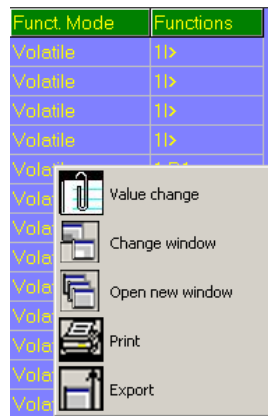 Funct. Mode Functions
Volatile 1I>
Volatile 1I>
Volatile 1I>
Volatile 1I>
Value change
Change window
Open new window
Print
Export